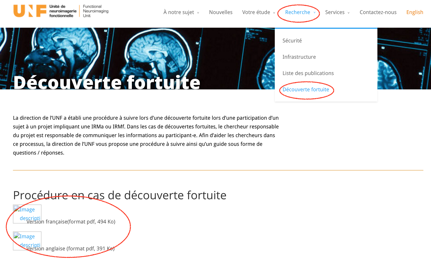 UNF Unité de neuroimagerie fonctionnelle Functional Neuroimaging Unit
À notre sujet Nouvelles Votre étude Recherche Services Contactez-nous English
Sécurité
Infrastructure
Liste des publications
Découverte fortuite
Découverte fortuite
La direction de l'UNF a établi une procédure à suivre lors d'une découverte fortuite lors d'une participation d'un
sujet à un projet impliquant une IRMa ou IRMf. Dans les cas de découvertes fortuites, le chercheur responsable
du projet est responsable de communiquer les informations au participant-e. Afin d'aider les chercheurs dans
ce processus, la direction de l'UNF vous propose une procédure à suivre ainsi qu'un guide sous forme de
questions / réponses.
Procédure en cas de découverte fortuite
Image
descripti
version française(format pdf, 494 Ko)
Image
descripti
version anglaise (format pdf, 391 Ko)